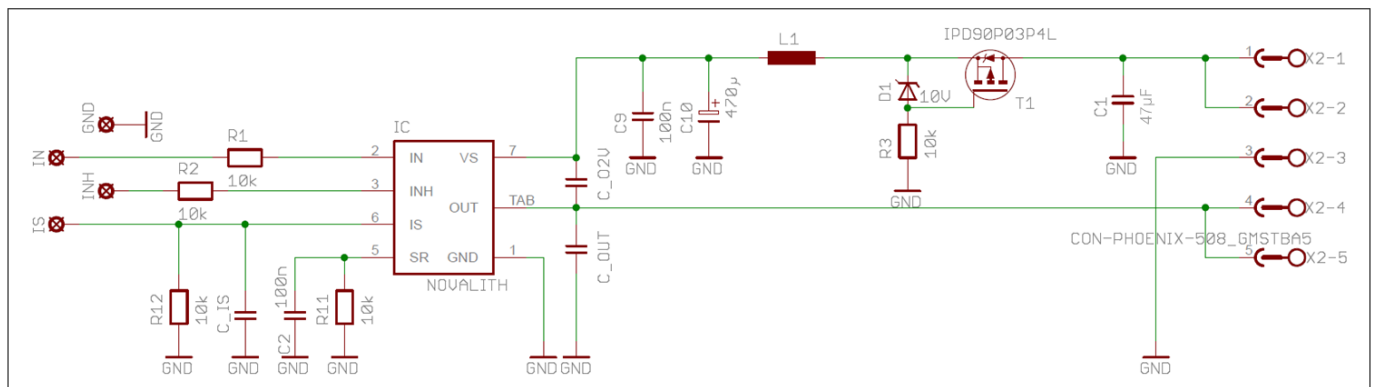 IPD90P03P4L
L1
X2-1
1
D1
10V
T1
C9
100n
C10
+
470µ
C1
47µF
X2-2
2
GND
GND
R1
IC
R3
10k
IN
2
IN
VS
7
GND
GND
GND
3
X2-3
R2
10k
C_O2V
INH
3
INH
GND
OUT
TAB
4
X2-4
10k
IS
6
IS
CON-PHOENIX-508_GMSTBA5
C_OUT
5
SR
GND
1
5
X2-5
100n
NOVALITH
R12
10k
C_IS
C2
R11
10k
GND
GND
GND
GND
GND
GND
GND